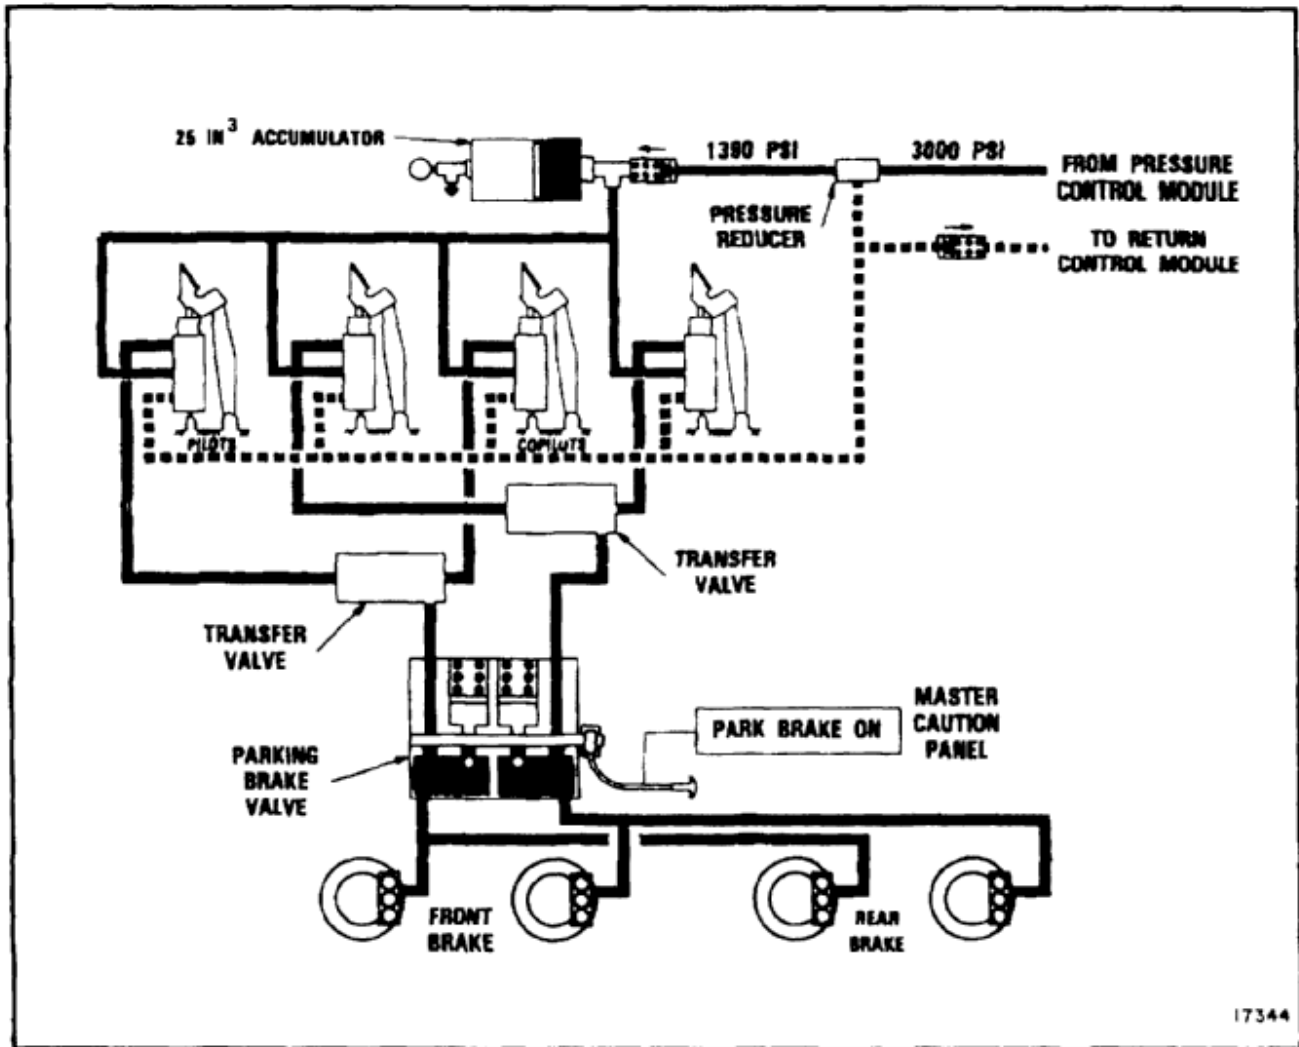 25 IN3 ACCUMULATOR
1390 PSI
3000 PSI
FROM PRESSURE
CONTROL MODULE
PRESSURE
REDUCER
TO RETURN
CONTROL MODULE
PILOTS
COPILOTS
TRANSFER
VALVE
TRANSFER
VALVE
PARK BRAKE ON
MASTER
CAUTION
PANEL
PARKING
BRAKE
VALVE
FRONT
BRAKE
REAR
BRAKE
17344